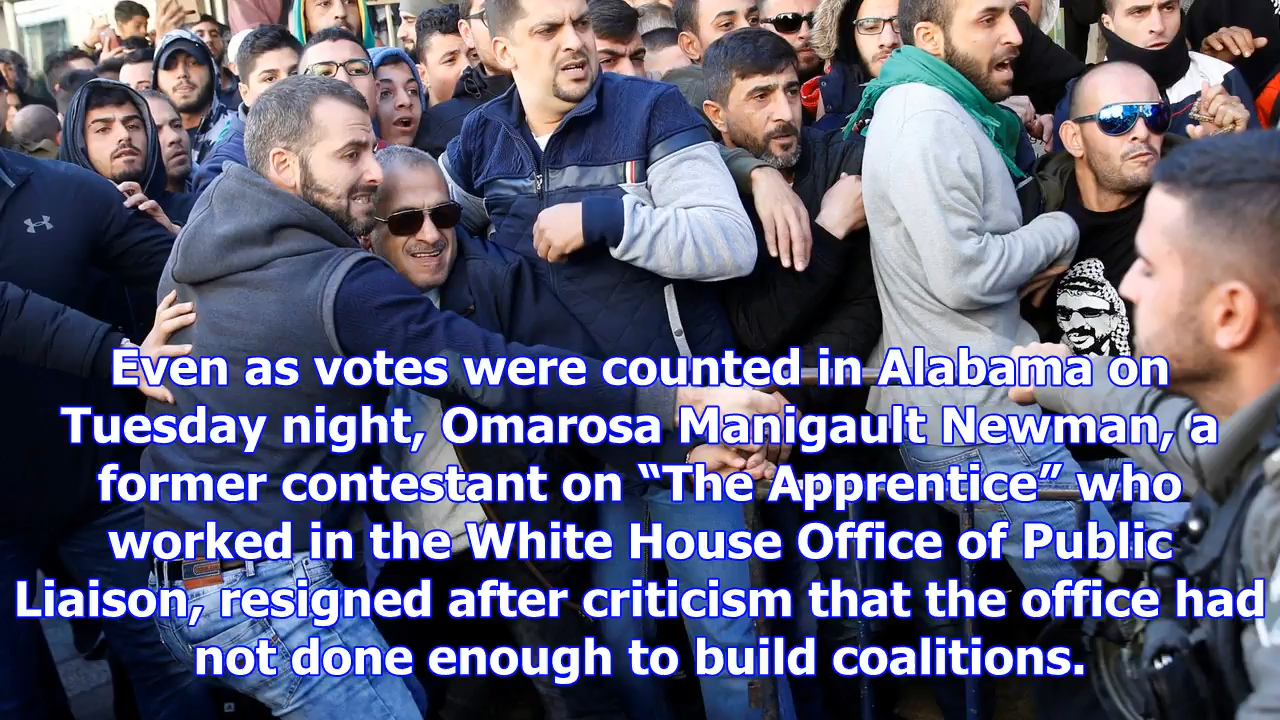 Even as votes were counted in Alabama on
Tuesday night, Omarosa Manigault Newman, a
former contestant on “The Apprentice” who
worked in the White House Office of Public
Liaison, resigned after criticism that the office had
not done enough to build coalitions.